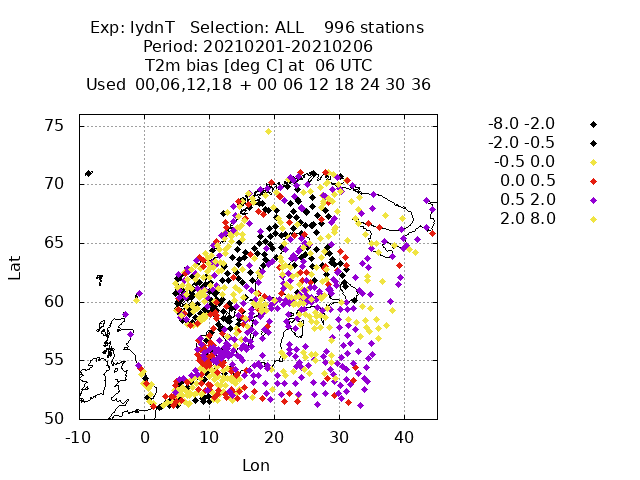 Exp: lydnT Selection: ALL 996 stations
Period: 20210201-20210206
T2m bias [deg C] at 06 UTC
Used 00,06,12,18 + 00 06 12 18 24 30 36
75
70
65
60
55
50
-10 0 10 20 30 40
Lat
Lon
-8.0 -2.0
-2.0 -0.5
-0.5 0.0
0.0 0.5
0.5 2.0
2.0 8.0